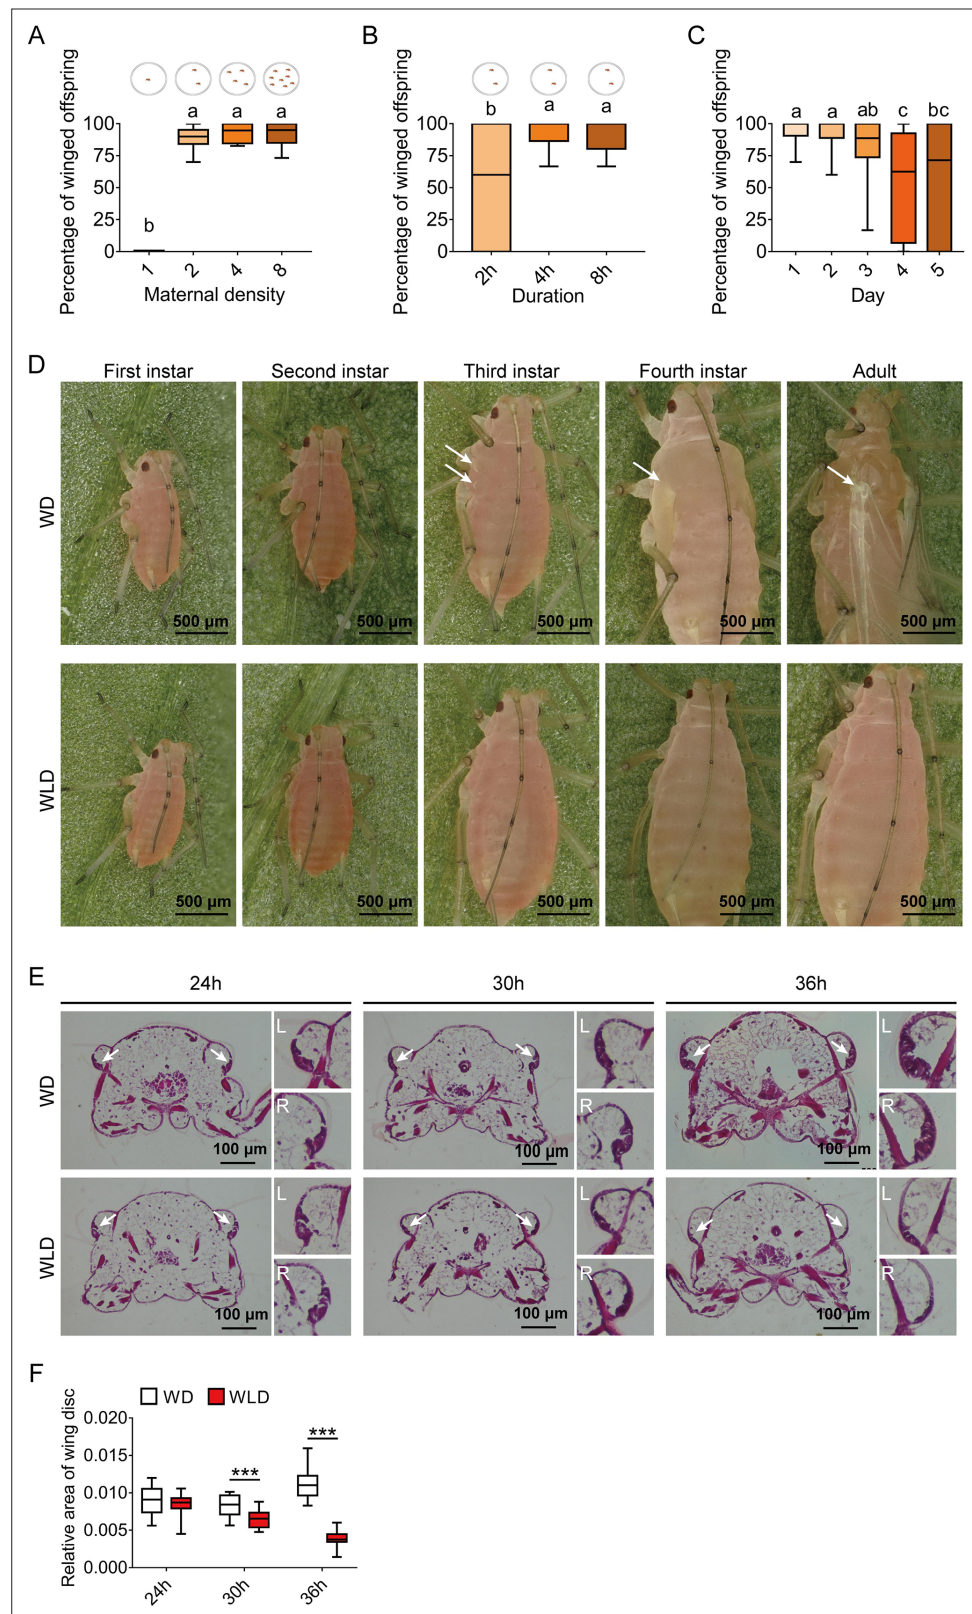 A
B
C
Percentage of winged offspring
100
75
50
25
0
b
a
a
a
1
2
4
8
Maternal density
Percentage of winged offspring
100
75
50
25
0
b
a
a
2h
4h
8h
Duration
Percentage of winged offspring
100
75
50
25
0
a
a
ab
c
bc
1
2
3
4
5
Day
D
First instar
Second instar
Third instar
Fourth instar
Adult
WD
500 µm
500 µm
500 µm
500 µm
500 µm
WLD
500 µm
500 µm
500 µm
500 µm
500 µm
E
24h
30h
36h
WD
L
R
100 µm
L
R
100 µm
L
R
100 µm
WLD
L
R
100 µm
L
R
100 µm
L
R
100 µm
F
WD
WLD
Relative area of wing disc
0.020
0.015
0.010
0.005
0.000
***
***
24h
30h
36h